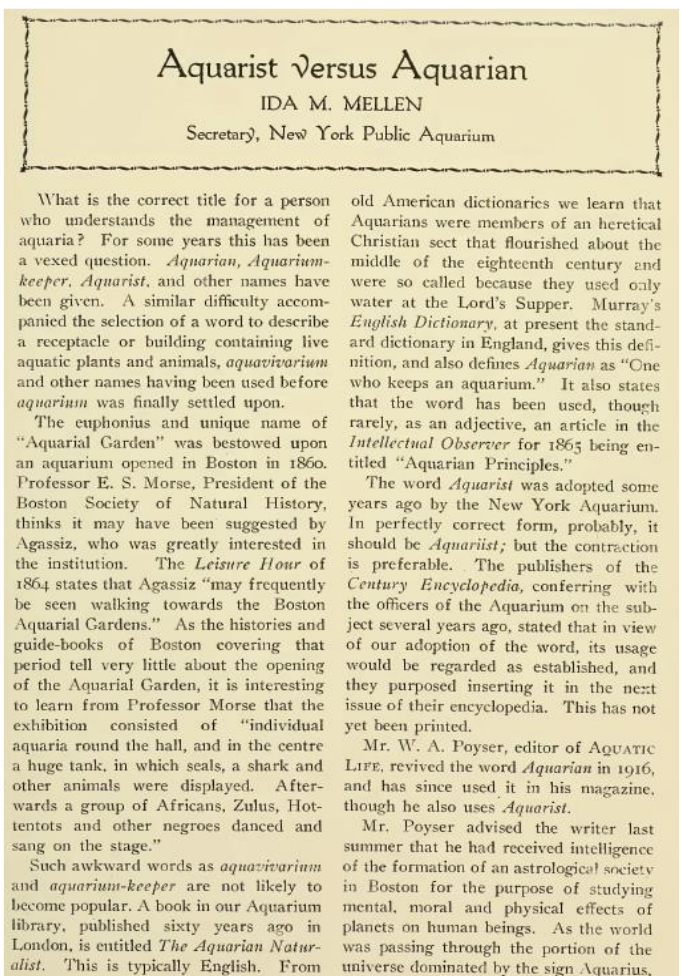 Aquarist versus Aquarian
IDA M. MELLEN
Secretary, New York Public Aquarium
What is the correct title for a person
who understands the management of
aquaria? For some years this has been
a vexed question. Aquarian, Aquarium-
keeper, Aquarist, and other names have
been given. A similar difficulty accom-
panied the selection of a word to describe
a receptacle or building containing live
aquatic plants and animals, aquavivarium
and other names having been used before
aquarium was finally settled upon.
The euphonius and unique name of
"Aquarial Garden" was bestowed upon
an aquarium opened in Boston in 1860.
Professor E. S. Morse, President of the
Boston Society of Natural History,
thinks it may have been suggested by
Agassiz, who was greatly interested in
the institution. The Leisure Hour of
1864 states that Agassiz "may frequently
be seen walking towards the Boston
Aquarial Gardens." As the histories and
guide-books of Boston covering that
period tell very little about the opening
of the Aquarial Garden, it is interesting
to learn from Professor Morse that the
exhibition consisted of "individual
aquaria round the hall, and in the centre
a huge tank, in which seals, a shark and
other animals were displayed. After-
wards a group of Africans, Zulus, Hot-
tentots and other negroes danced and
sang on the stage."
Such awkward words as aquavivarium
and aquarium-keeper are not likely to
become popular. A book in our Aquarium
library, published sixty years ago in
London, is entitled The Aquarian Natur-
alist. This is typically English. From
old American dictionaries we learn that
Aquarians were members of an heretical
Christian sect that flourished about the
middle of the eighteenth century and
were so called because they used only
water at the Lord's Supper. Murray's
English Dictionary, at present the stand-
ard dictionary in England, gives this defi-
nition, and also defines Aquarian as "One
who keeps an aquarium." It also states
that the word has been used, though
rarely, as an adjective, an article in the
Intellectual Observer for 1865 being en-
titled "Aquarian Principles."
The word Aquarist was adopted some
years ago by the New York Aquarium.
In perfectly correct form, probably, it
should be Aquariist; but the contraction
is preferable. The publishers of the
Century Encyclopedia, conferring with
the officers of the Aquarium on the sub-
ject several years ago, stated that in view
of our adoption of the word, its usage
would be regarded as established, and
they purposed inserting it in the next
issue of their encyclopedia. This has not
yet been printed.
Mr. W. A. Poyser, editor of AQUATIC
LIFE, revived the word Aquarian in 1916,
and has since used it in his magazine,
though he also uses Aquarist.
Mr. Poyser advised the writer last
summer that he had received intelligence
of the formation of an astrological society
in Boston for the purpose of studying
mental, moral and physical effects of
planets on human beings. As the world
was passing through the portion of the
universe dominated by the sign Aquarius,